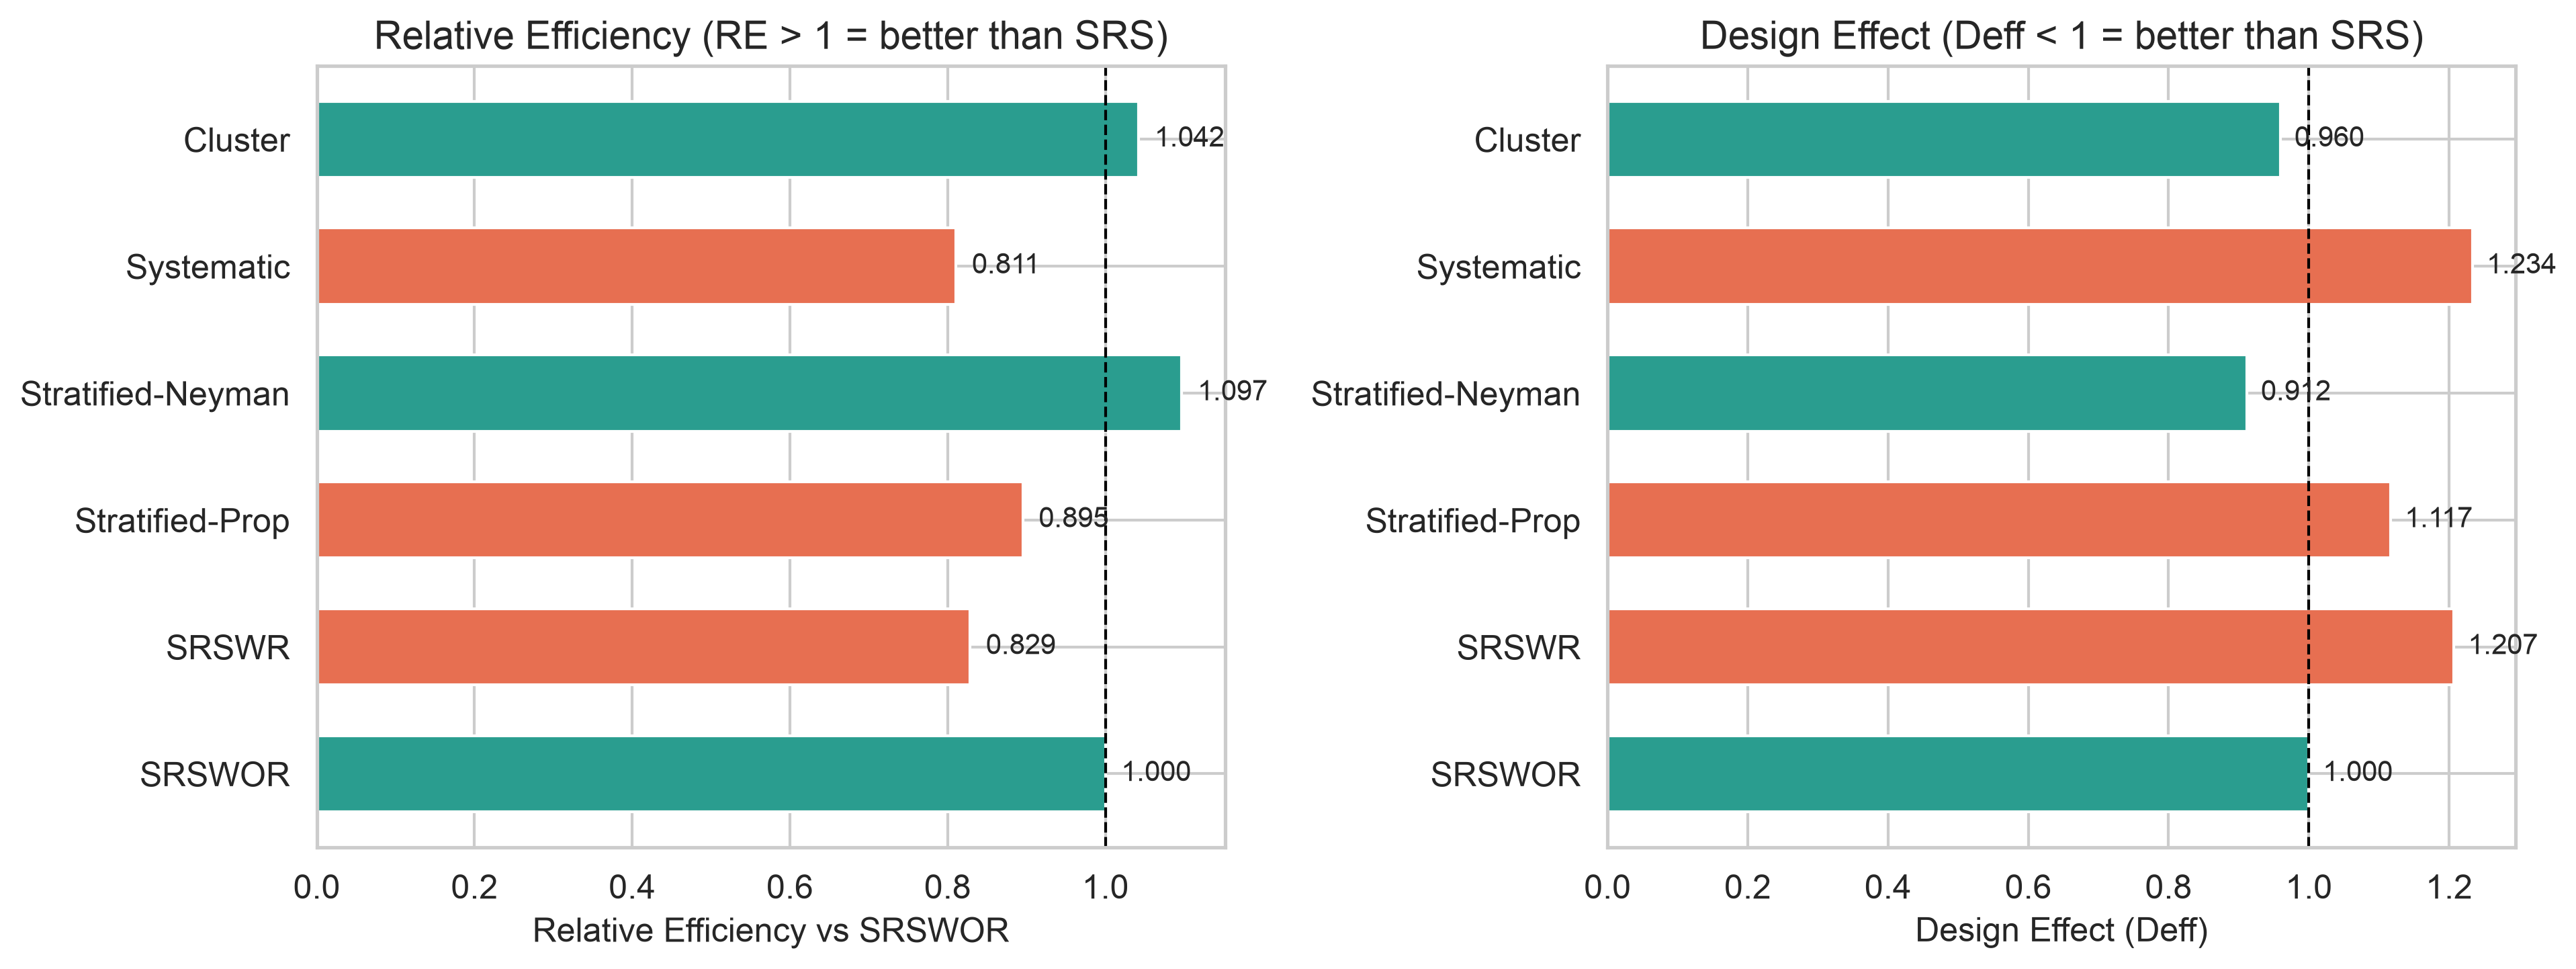 Relative Efficiency (RE > 1 = better than SRS)
Cluster
1.042
Systematic
0.811
Stratified-Neyman
1.097
Stratified-Prop
0.895
SRSWR
0.829
SRSWOR
1.000
0.0 0.2 0.4 0.6 0.8 1.0
Relative Efficiency vs SRSWOR
Design Effect (Deff < 1 = better than SRS)
Cluster
0.960
Systematic
1.234
Stratified-Neyman
0.912
Stratified-Prop
1.117
SRSWR
1.207
SRSWOR
1.000
0.0 0.2 0.4 0.6 0.8 1.0 1.2
Design Effect (Deff)